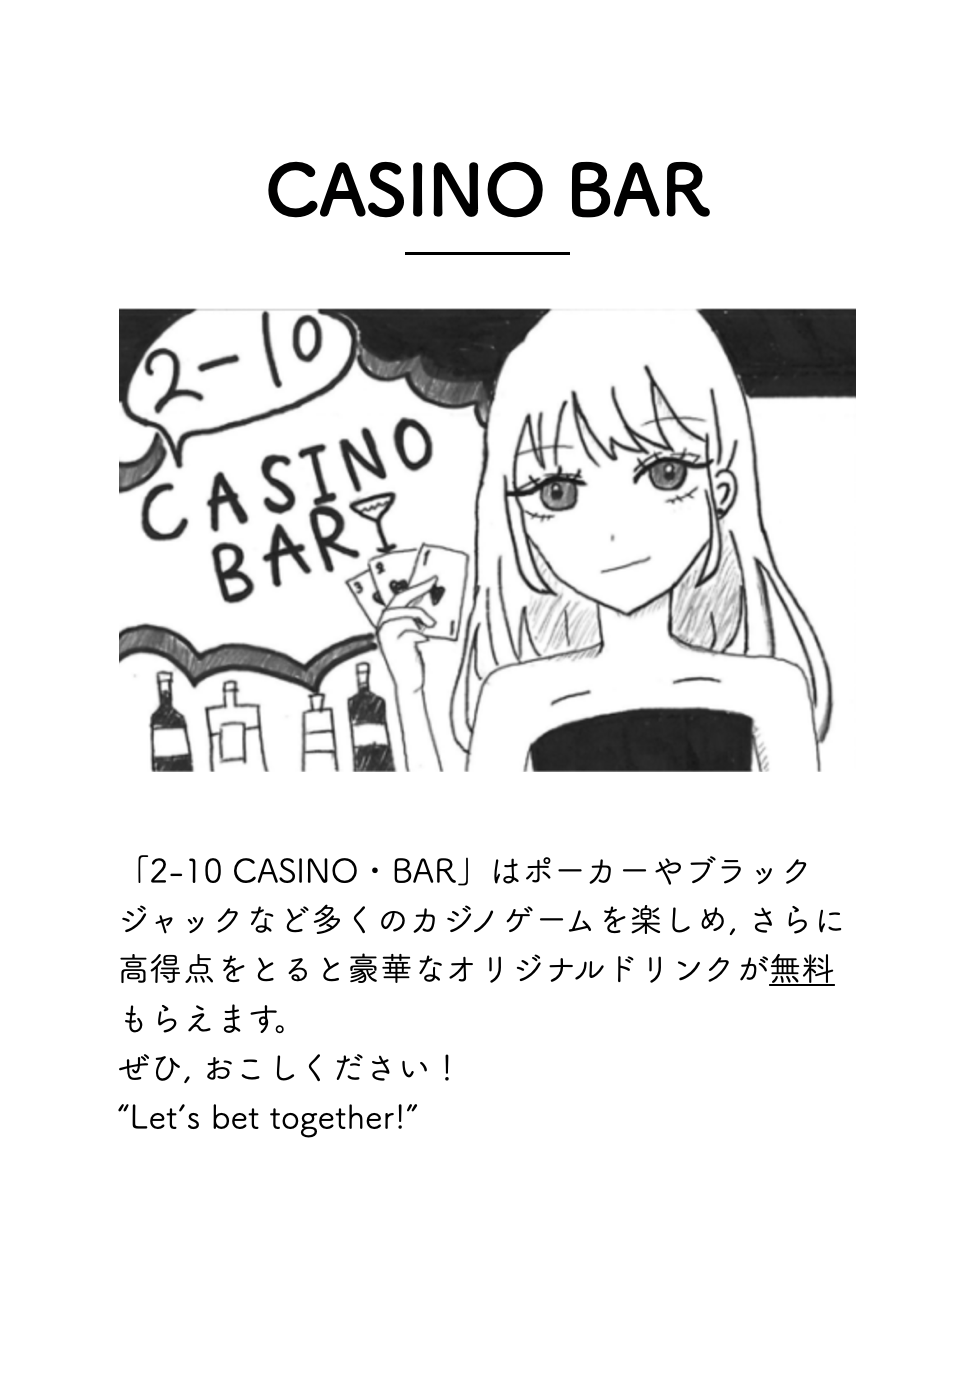 CASINO BAR
2-10
CASINO
BAR
3
2
1
「2-10 CASINO・BAR」はポーカーやブラック
ジャックなど多くのカジノゲームを楽しめ, さらに
高得点をとると豪華なオリジナルドリンクが無料
もらえます。
ぜひ, おこしください！
“Let’s bet together!”